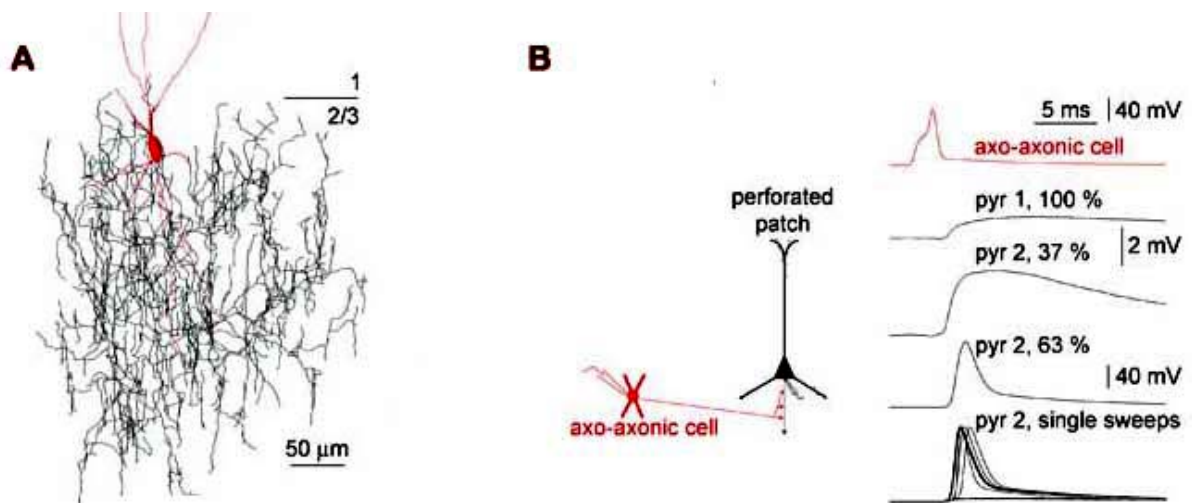 A
1
2/3
50 µm
B
perforated
patch
axo-axonic cell
5 ms 40 mV
axo-axonic cell
pyr 1, 100 %
2 mV
pyr 2, 37 %
pyr 2, 63 %
40 mV
pyr 2, single sweeps